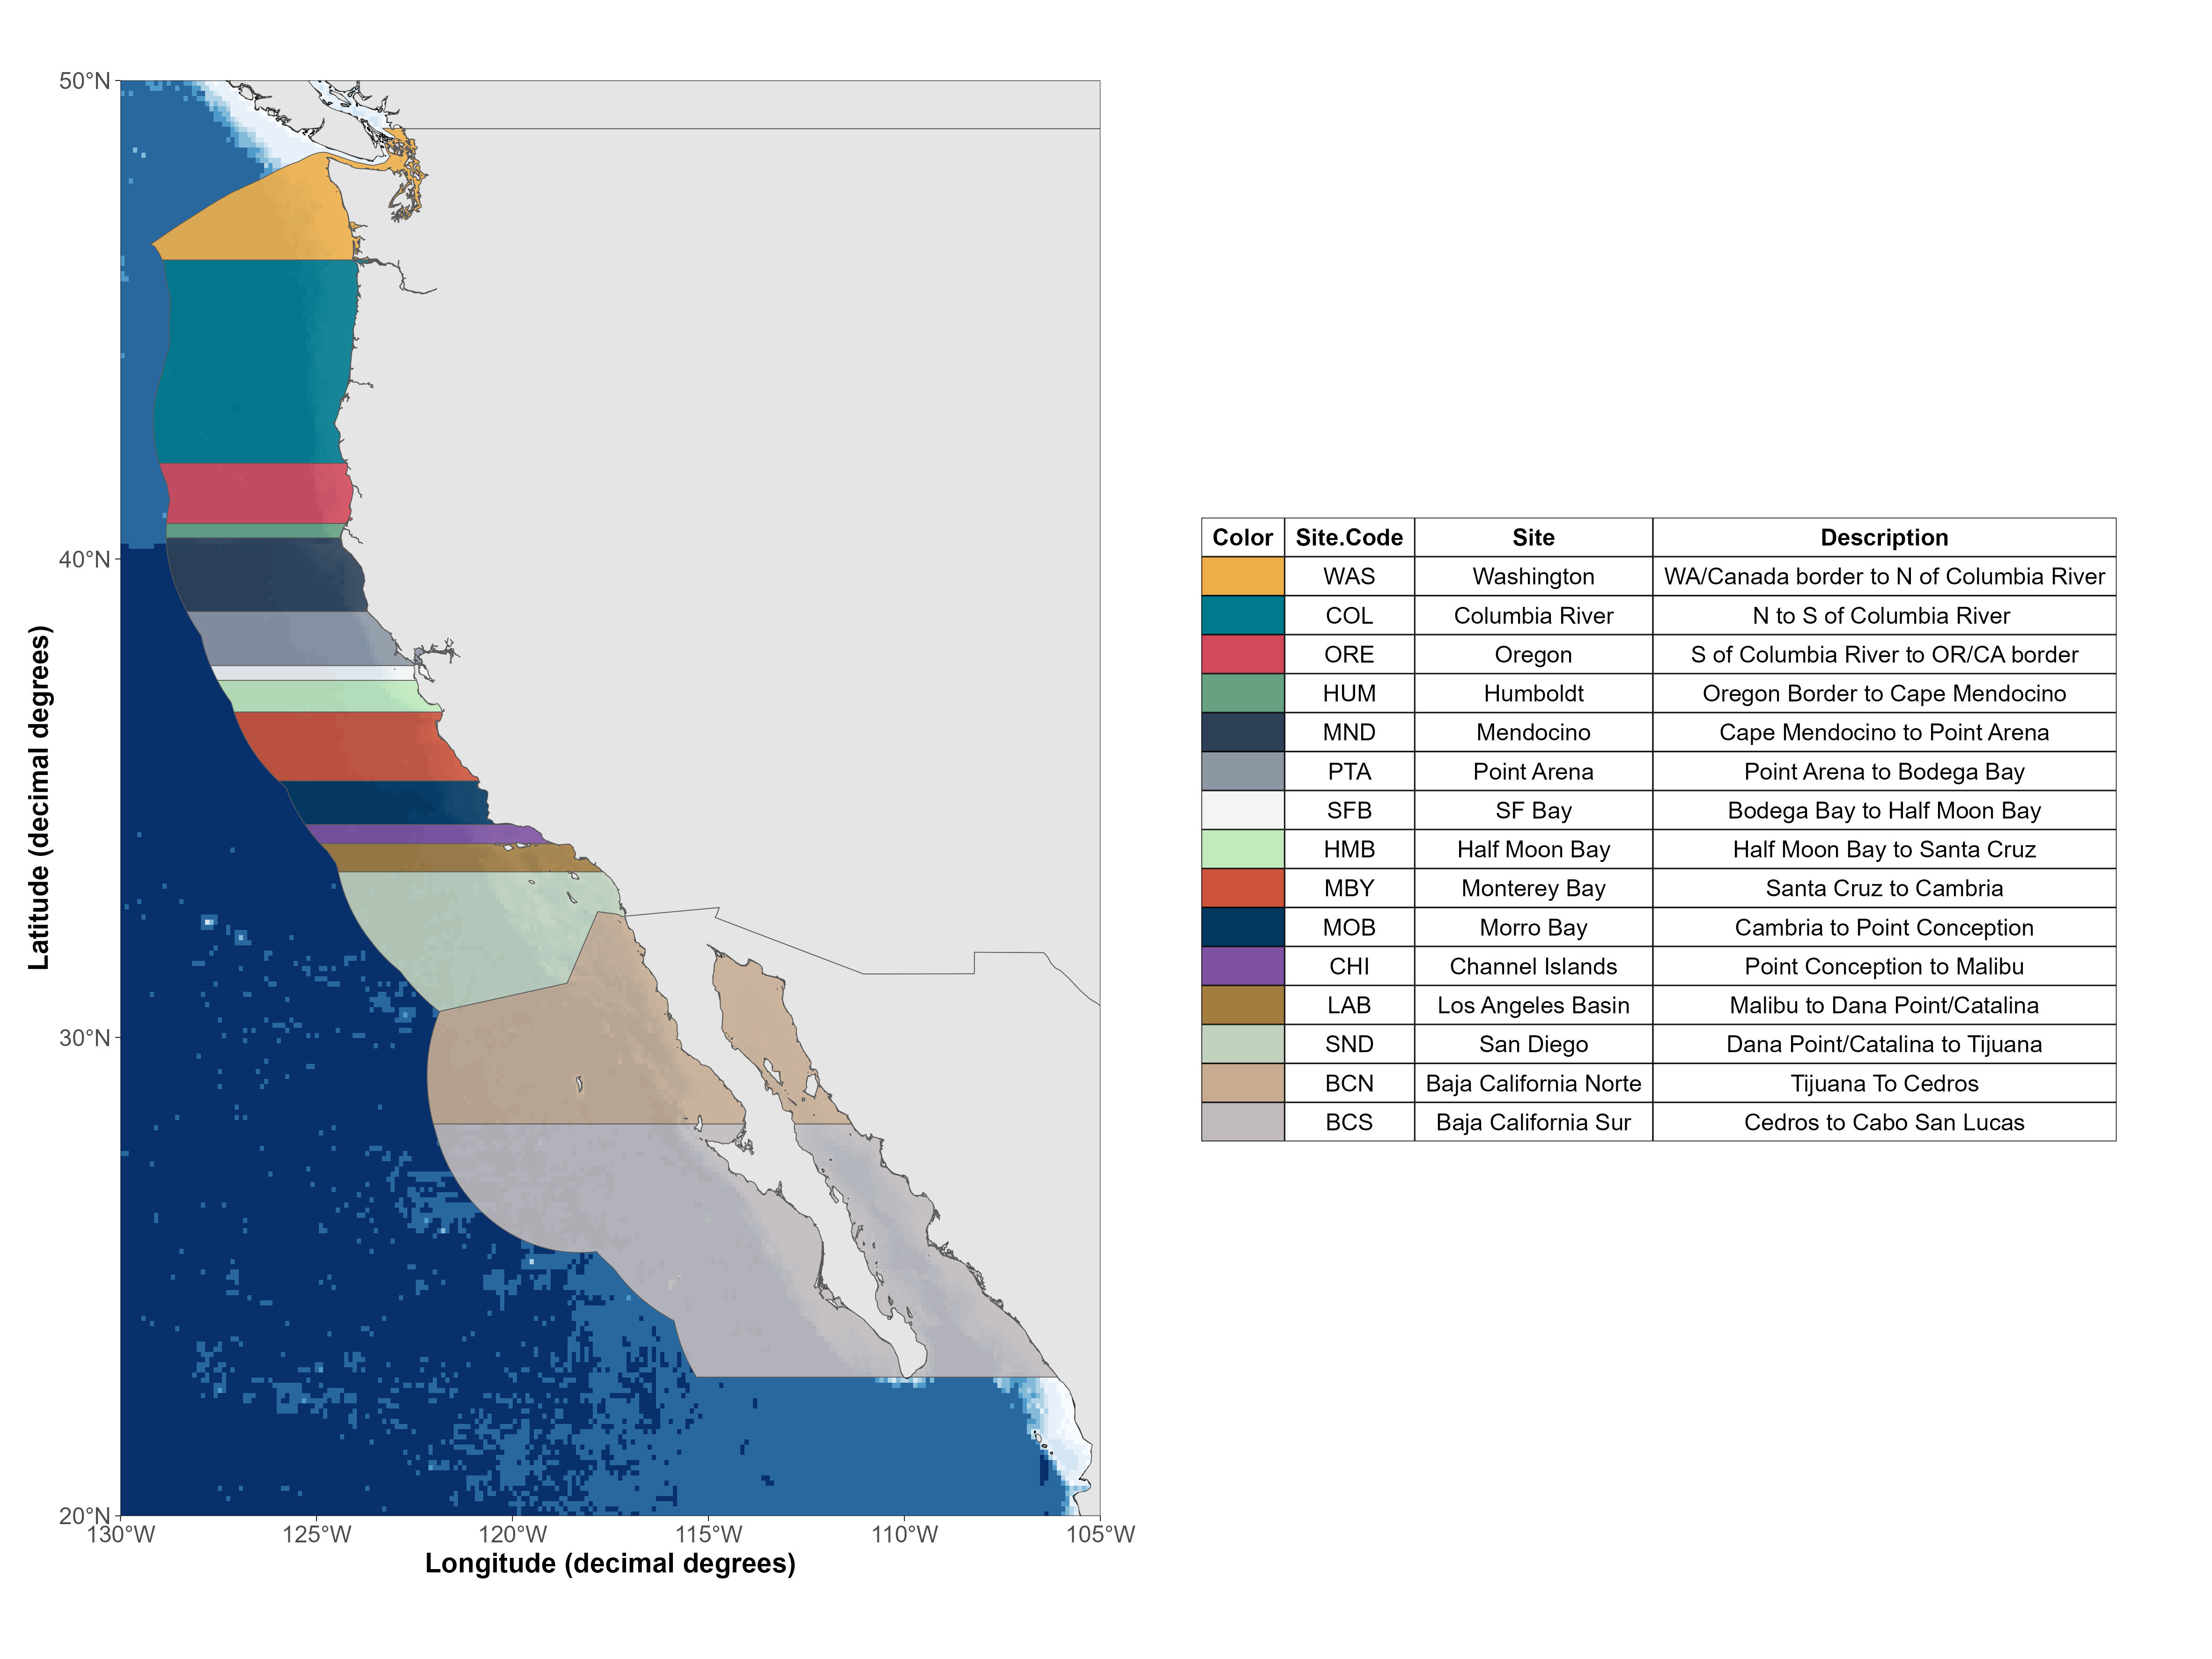 50°N
40°N
30°N
20°N
130°W 125°W 120°W 115°W 110°W 105°W
Longitude (decimal degrees)
Latitude (decimal degrees)
Color Site.Code Site Description
WAS Washington WA/Canada border to N of Columbia River
COL Columbia River N to S of Columbia River
ORE Oregon S of Columbia River to OR/CA border
HUM Humboldt Oregon Border to Cape Mendocino
MND Mendocino Cape Mendocino to Point Arena
PTA Point Arena Point Arena to Bodega Bay
SFB SF Bay Bodega Bay to Half Moon Bay
HMB Half Moon Bay Half Moon Bay to Santa Cruz
MBY Monterey Bay Santa Cruz to Cambria
MOB Morro Bay Cambria to Point Conception
CHI Channel Islands Point Conception to Malibu
LAB Los Angeles Basin Malibu to Dana Point/Catalina
SND San Diego Dana Point/Catalina to Tijuana
BCN Baja California Norte Tijuana To Cedros
BCS Baja California Sur Cedros to Cabo San Lucas